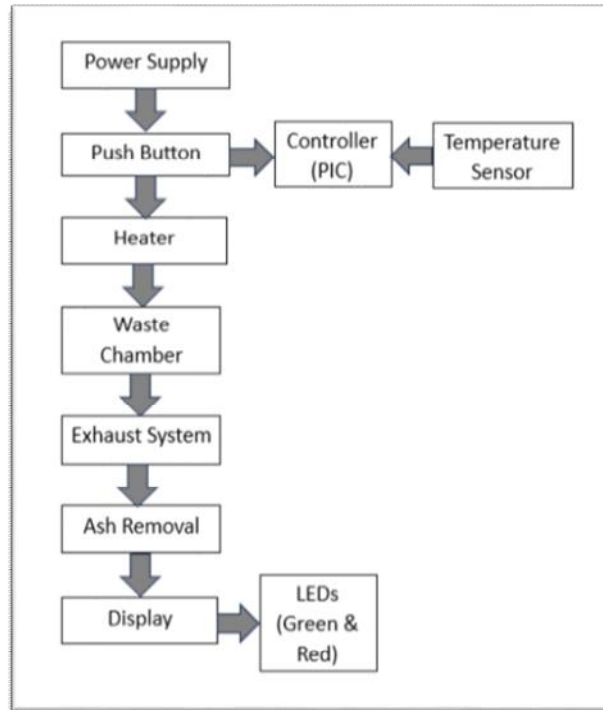 Power Supply
Push Button
Controller
(PIC)
Temperature
Sensor
Heater
Waste
Chamber
Exhaust System
Ash Removal
Display
LEDs
(Green &
Red)